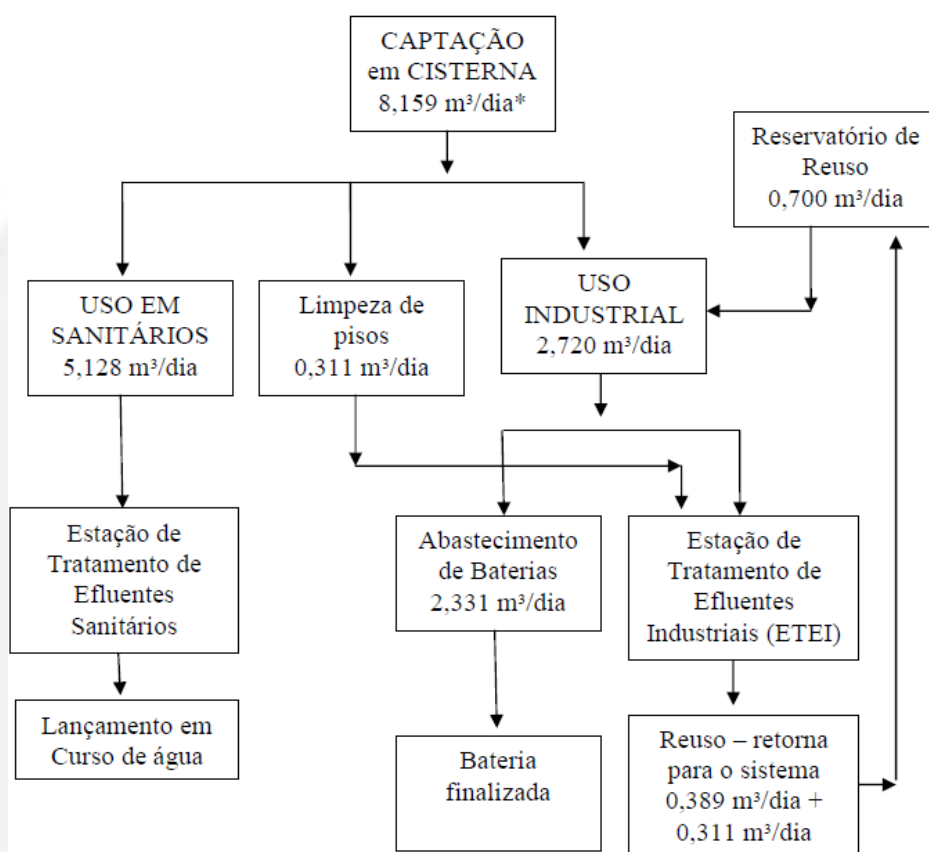 CAPTAÇÃO
em CISTERNA
8,159 m³/dia*
Reservatório de
Reuso
0,700 m³/dia
USO EM
SANITÁRIOS
5,128 m³/dia
Limpeza de
pisos
0,311 m³/dia
USO
INDUSTRIAL
2,720 m³/dia
Estação de
Tratamento de
Efluentes
Sanitários
Abastecimento
de Baterias
2,331 m³/dia
Estação de
Tratamento de
Efluentes
Industriais (ETEI)
Lançamento em
Curso de água
Bateria
finalizada
Reuso – retorna
para o sistema
0,389 m³/dia +
0,311 m³/dia